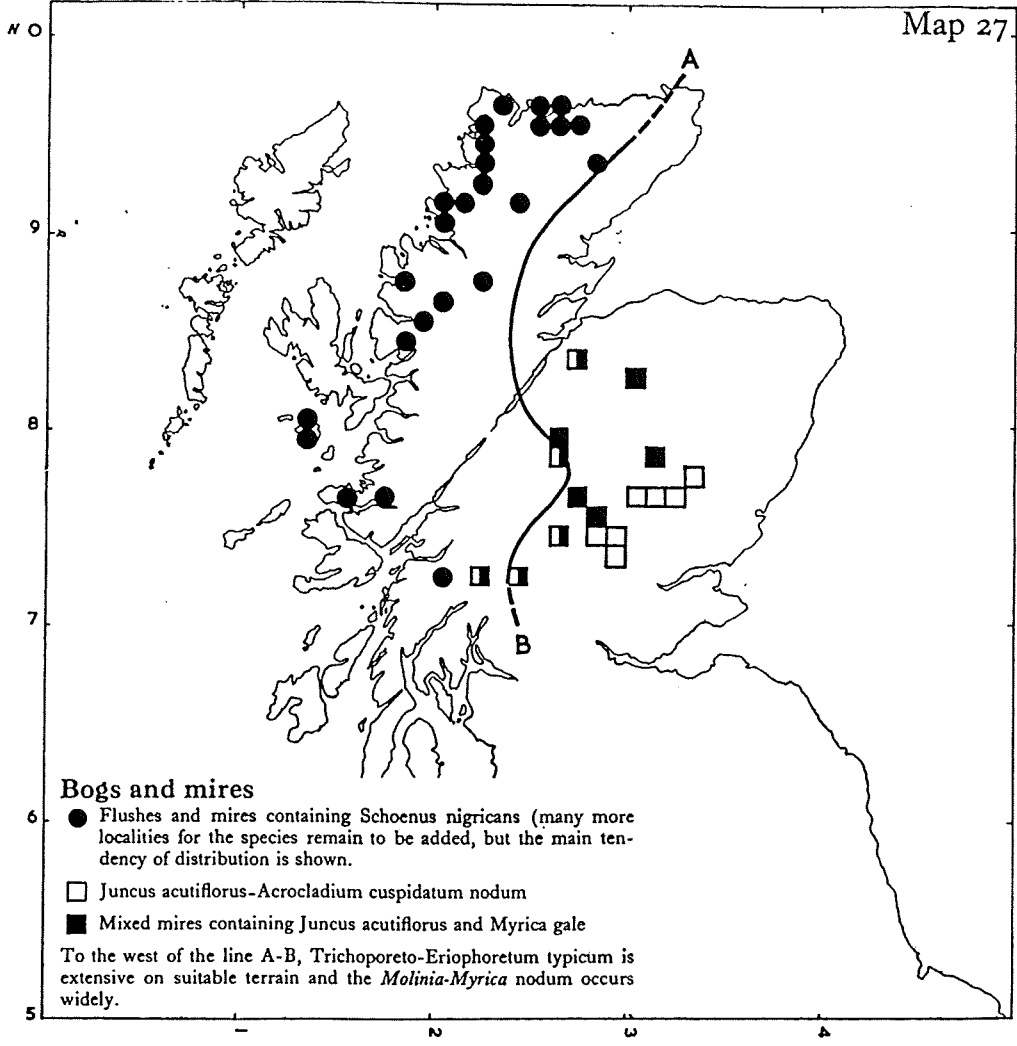 Map 27
N 0
9
8
7
6
5
1
2
3
4
A
B
Bogs and mires
Flushes and mires containing Schoenus nigricans (many more
localities for the species remain to be added, but the main ten-
dency of distribution is shown.
Juncus acutiflorus-Acrocladium cuspidatum nodum
Mixed mires containing Juncus acutiflorus and Myrica gale
To the west of the line A-B, Trichoporeto-Eriophoretum typicum is
extensive on suitable terrain and the Molinia-Myrica nodum occurs
widely.